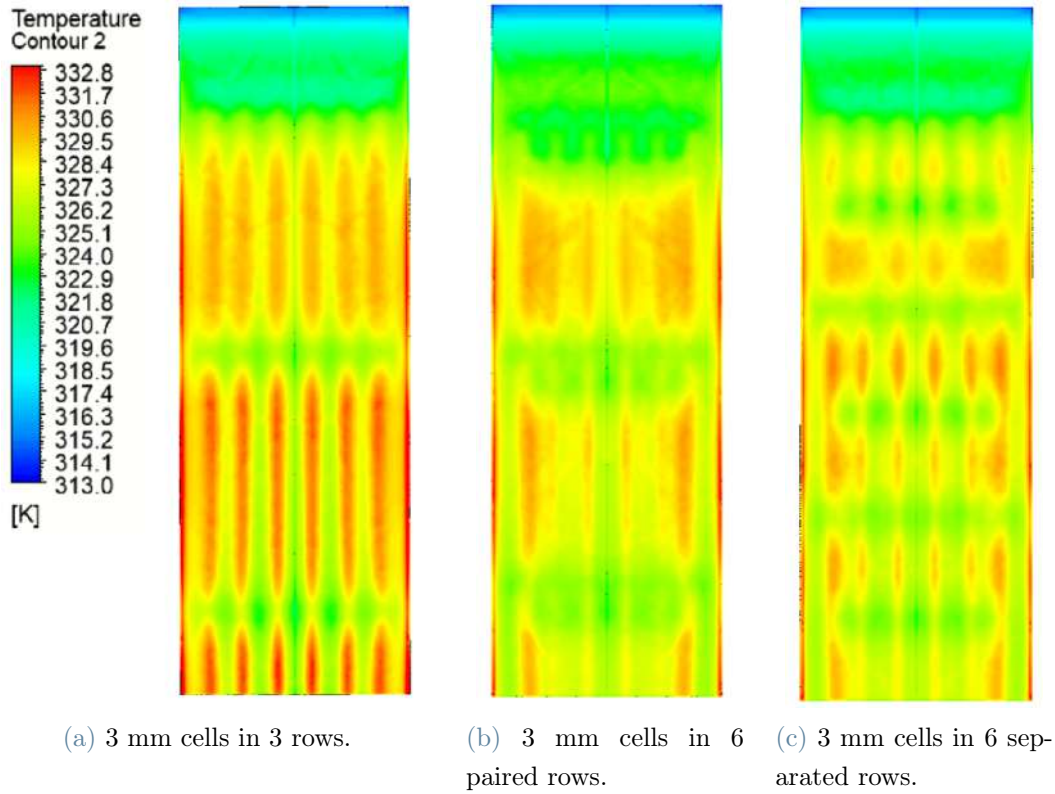 Temperature
Contour 2
332.8
331.7
330.6
329.5
328.4
327.3
326.2
325.1
324.0
322.9
321.8
320.7
319.6
318.5
317.4
316.3
315.2
314.1
313.0
[K]
(a) 3 mm cells in 3 rows.
(b) 3 mm cells in 6
paired rows.
(c) 3 mm cells in 6 sep-
arated rows.